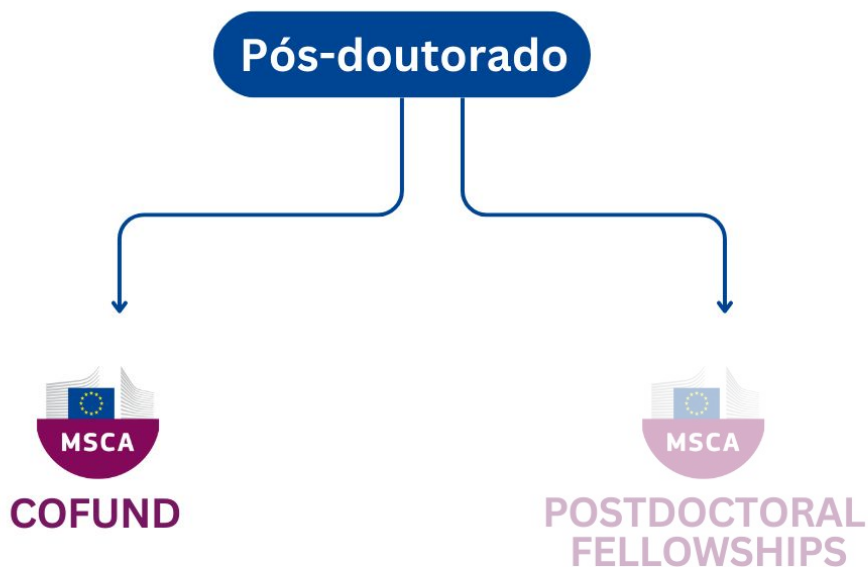 Pós-doutorado
MSCA
COFUND
MSCA
POSTDOCTORAL
FELLOWSHIPS